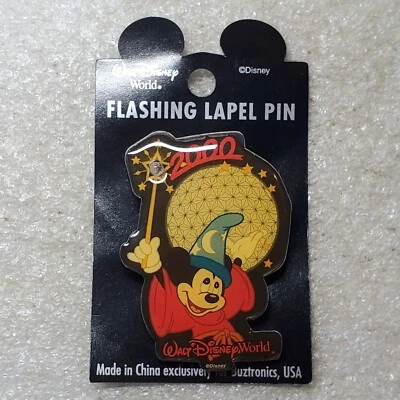 Walt Disney
World®
©Disney
FLASHING LAPEL PIN
2000
Walt Disney World
©Disney
Made in China exclusively Buztronics, USA